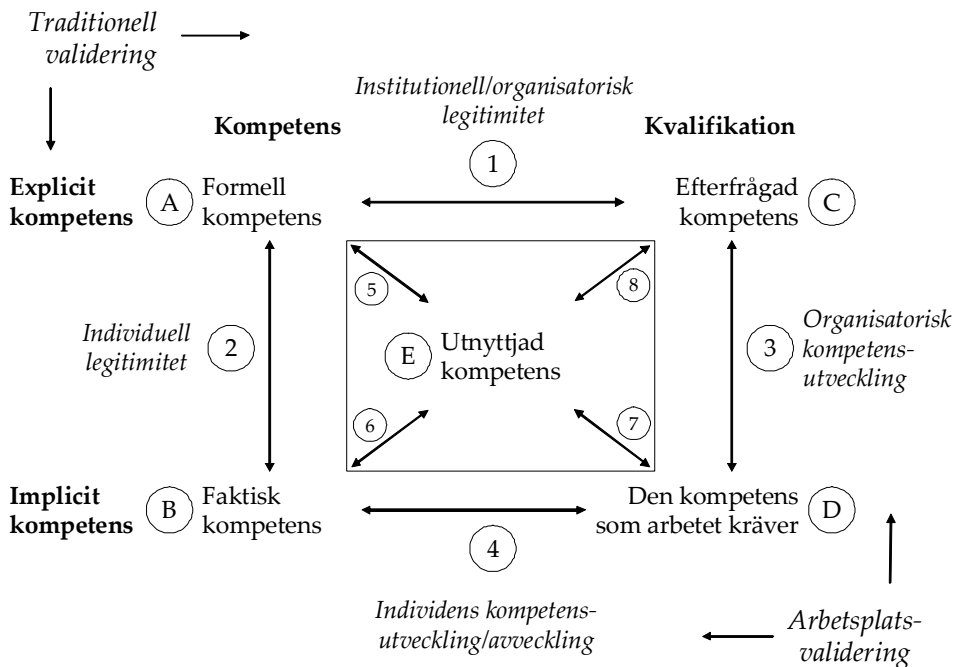 Traditionell
validering
Institutionell/organisatorisk
legitimitet
Kompetens
Kvalifikation
1
Explicit
kompetens
A
Formell
kompetens
Efterfrågad
kompetens
C
5
8
Individuell
legitimitet
2
E
Utnyttjad
kompetens
3
Organisatorisk
kompetens-
utveckling
6
7
Implicit
kompetens
B
Faktisk
kompetens
Den kompetens
som arbetet kräver
D
4
Individens kompetens-
utveckling/avveckling
Arbetsplats-
validering